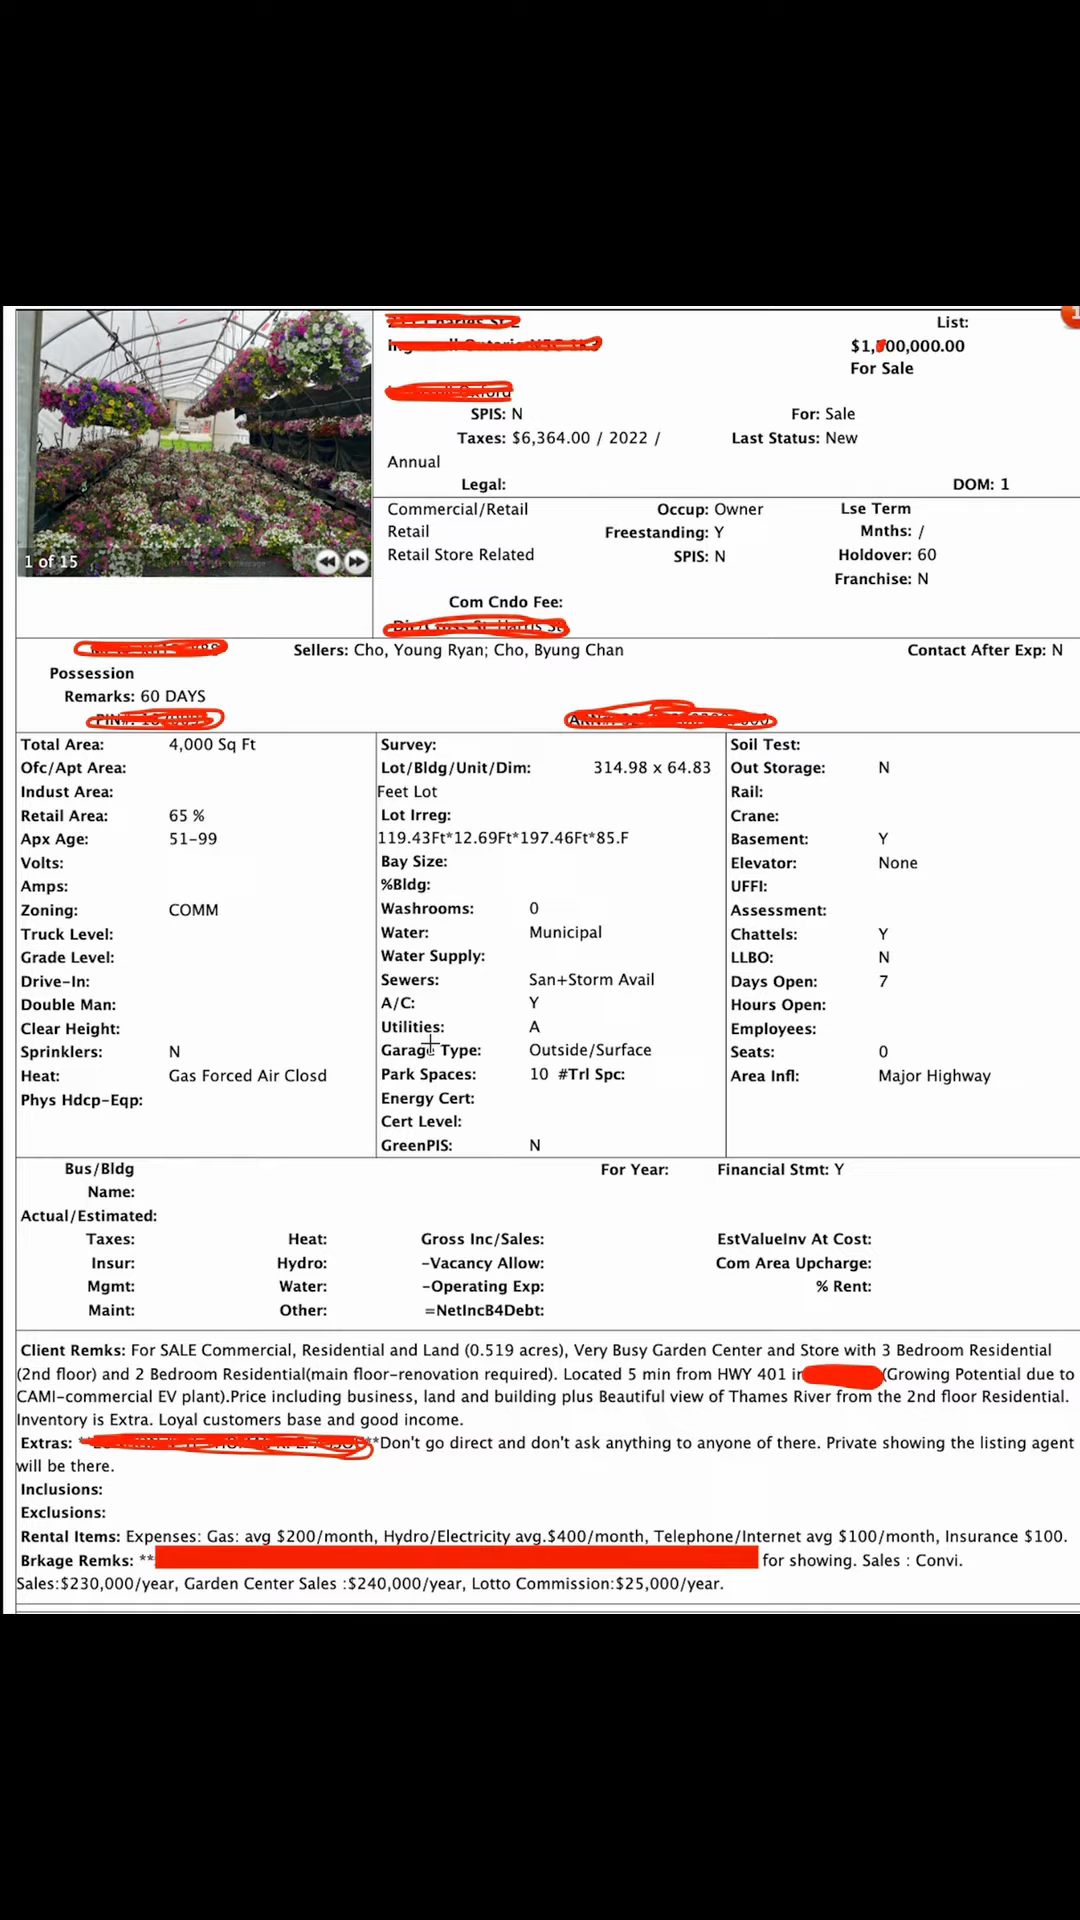 List:
$1,00,000.00
For Sale
SPIS: N
For: Sale
Taxes: $6,364.00 / 2022 /
Last Status: New
Annual
Legal:
DOM: 1
1 of 15
Commercial/Retail
Occup: Owner
Lse Term
Retail
Freestanding: Y
Mnths: /
Retail Store Related
SPIS: N
Holdover: 60
Franchise: N
Com Cndo Fee:
Sellers: Cho, Young Ryan; Cho, Byung Chan
Contact After Exp: N
Possession
Remarks: 60 DAYS
Total Area: 4,000 Sq Ft
Ofc/Apt Area:
Indust Area:
Retail Area: 65 %
Apx Age: 51-99
Volts:
Amps:
Zoning: COMM
Truck Level:
Grade Level:
Drive-In:
Double Man:
Clear Height:
Sprinklers: N
Heat: Gas Forced Air Closd
Phys Hdcp-Eqp:
Survey:
Lot/Bldg/Unit/Dim: 314.98 x 64.83
Feet Lot
Lot Irreg:
119.43Ft*12.69Ft*197.46Ft*85.F
Bay Size:
%Bldg:
Washrooms: 0
Water: Municipal
Water Supply:
Sewers: San+Storm Avail
A/C: Y
Utilities: A
Garage Type: Outside/Surface
Park Spaces: 10 #Trl Spc:
Energy Cert:
Cert Level:
GreenPIS: N
Soil Test:
Out Storage: N
Rail:
Crane:
Basement: Y
Elevator: None
UFFI:
Assessment:
Chattels: Y
LLBO: N
Days Open: 7
Hours Open:
Employees:
Seats: 0
Area Infl: Major Highway
Bus/Bldg
Name:
For Year:
Financial Stmt: Y
Actual/Estimated:
Taxes: Heat: Gross Inc/Sales: EstValueInv At Cost:
Insur: Hydro: -Vacancy Allow: Com Area Upcharge:
Mgmt: Water: -Operating Exp: % Rent:
Maint: Other: =NetIncB4Debt:
Client Remks: For SALE Commercial, Residential and Land (0.519 acres), Very Busy Garden Center and Store with 3 Bedroom Residential
(2nd floor) and 2 Bedroom Residential(main floor-renovation required). Located 5 min from HWY 401 in (Growing Potential due to
CAMI-commercial EV plant).Price including business, land and building plus Beautiful view of Thames River from the 2nd floor Residential.
Inventory is Extra. Loyal customers base and good income.
Extras: **Don't go direct and don't ask anything to anyone of there. Private showing the listing agent
will be there.
Inclusions:
Exclusions:
Rental Items: Expenses: Gas: avg $200/month, Hydro/Electricity avg.$400/month, Telephone/Internet avg $100/month, Insurance $100.
Brkage Remks: ** for showing. Sales : Convi.
Sales:$230,000/year, Garden Center Sales :$240,000/year, Lotto Commission:$25,000/year.